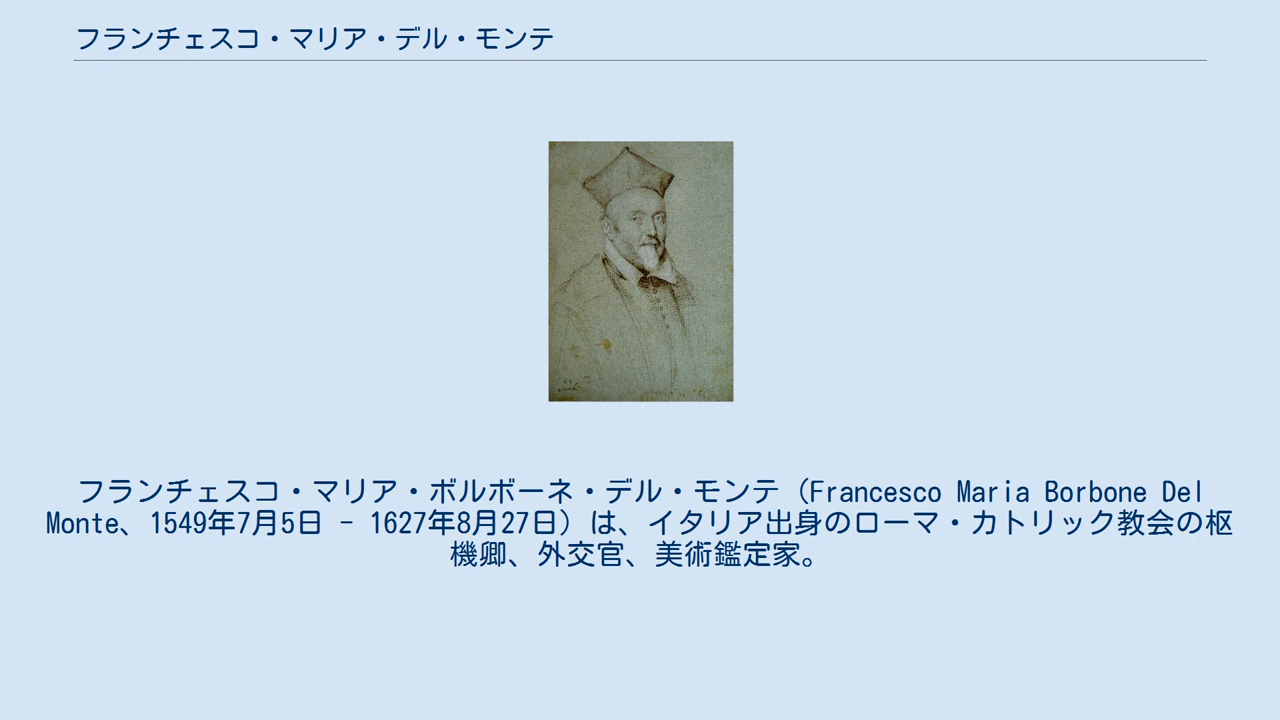 フランチェスコ・マリア・デル・モンテ
フランチェスコ・マリア・ボルボーネ・デル・モンテ（Francesco Maria Borbone Del
Monte、1549年7月5日 - 1627年8月27日）は、イタリア出身のローマ・カトリック教会の枢
機卿、外交官、美術鑑定家。